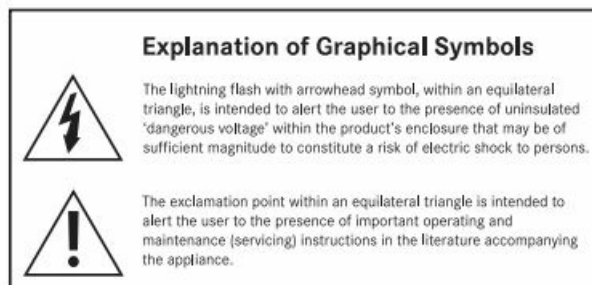 Explanation of Graphical Symbols
The lightning flash with arrowhead symbol, within an equilateral
triangle, is intended to alert the user to the presence of uninsulated
'dangerous voltage' within the product's enclosure that may be of
sufficient magnitude to constitute a risk of electric shock to persons.
The exclamation point within an equilateral triangle is intended to
alert the user to the presence of important operating and
maintenance (servicing) instructions in the literature accompanying
the appliance.